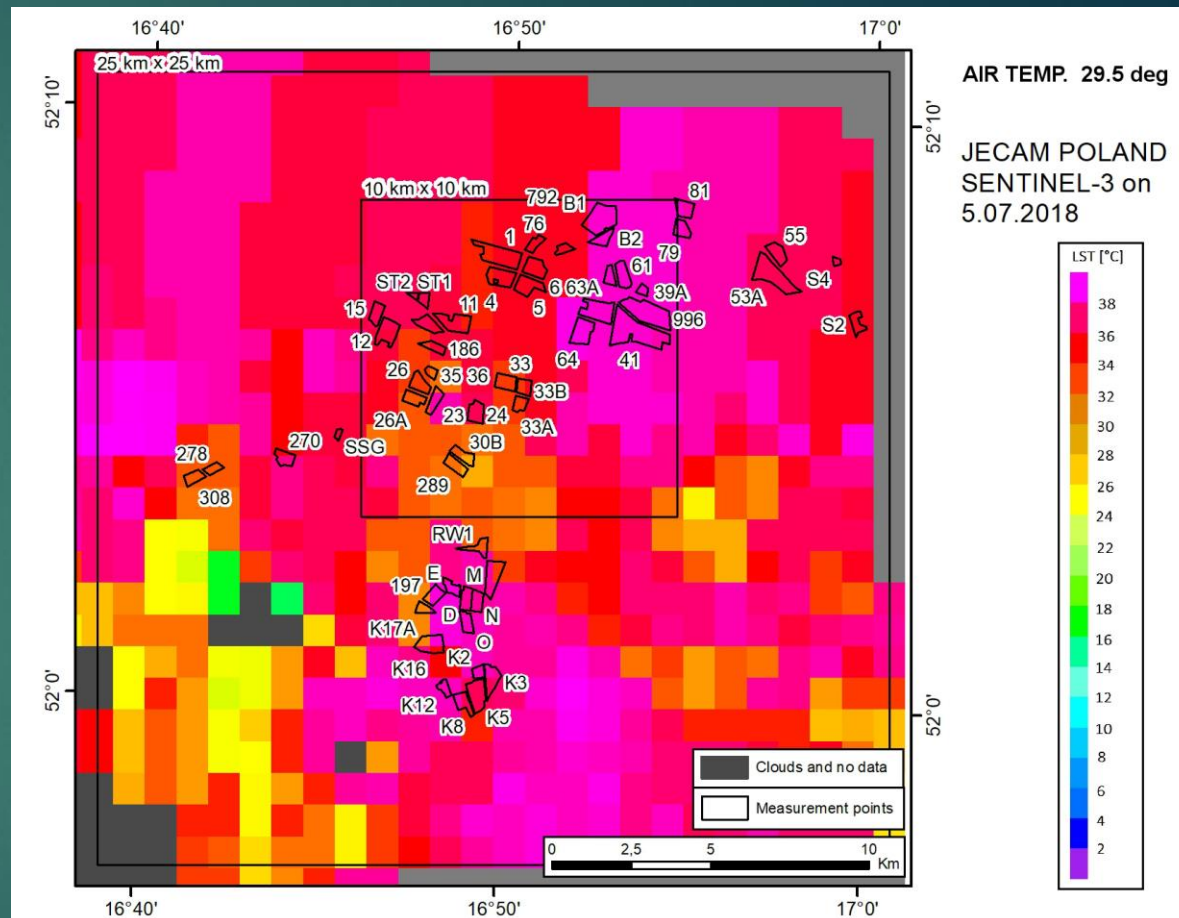 16°40'
16°50'
17°0'
25 km x 25 km
AIR TEMP. 29.5 deg
52°10'
52°10'
JECAM POLAND
SENTINEL-3 on
5.07.2018
10 km x 10 km
792
B1
81
76
1
B2
79
55
ST2
ST1
61
S4
4
6
63A
39A
53A
15
11
5
996
S2
12
186
64
41
26
35
36
33
33B
26A
23
24
33A
270
SSG
30B
278
289
308
RW1
E
M
197
D
N
K17A
O
K16
K2
K3
K12
K8
K5
52°0'
52°0'
LST [°C]
38
36
34
32
30
28
26
24
22
20
18
16
14
12
10
8
6
4
2
Clouds and no data
Measurement points
0
2,5
5
10
Km
16°40'
16°50'
17°0'